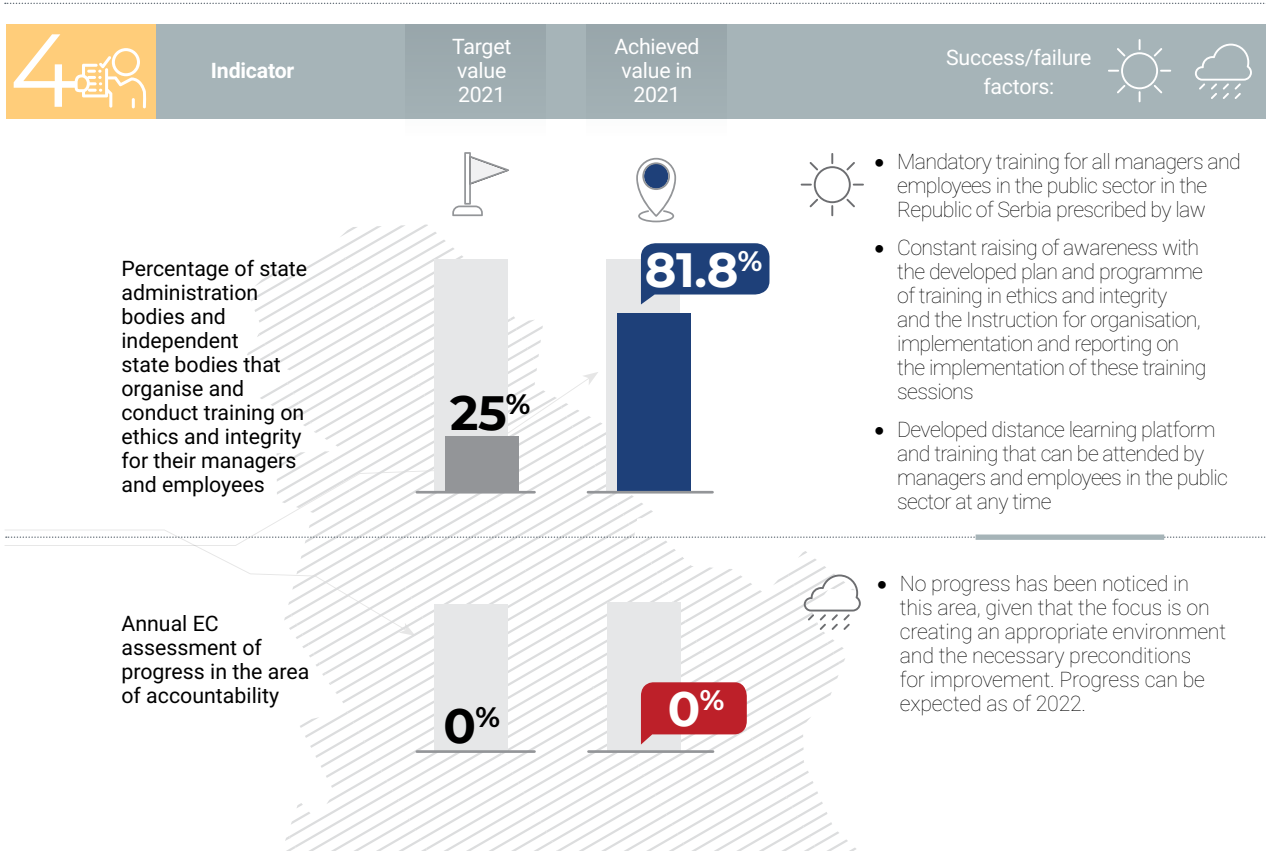 4
Indicator
Target
value
2021
Achieved
value in
2021
Success/failure
factors:
Percentage of state
administration
bodies and
independent
state bodies that
organise and
conduct training on
ethics and integrity
for their managers
and employees
25%
81.8%
• Mandatory training for all managers and
employees in the public sector in the
Republic of Serbia prescribed by law
• Constant raising of awareness with
the developed plan and programme
of training in ethics and integrity
and the Instruction for organisation,
implementation and reporting on
the implementation of these training
sessions
• Developed distance learning platform
and training that can be attended by
managers and employees in the public
sector at any time
Annual EC
assessment of
progress in the area
of accountability
0%
0%
• No progress has been noticed in
this area, given that the focus is on
creating an appropriate environment
and the necessary preconditions
for improvement. Progress can be
expected as of 2022.